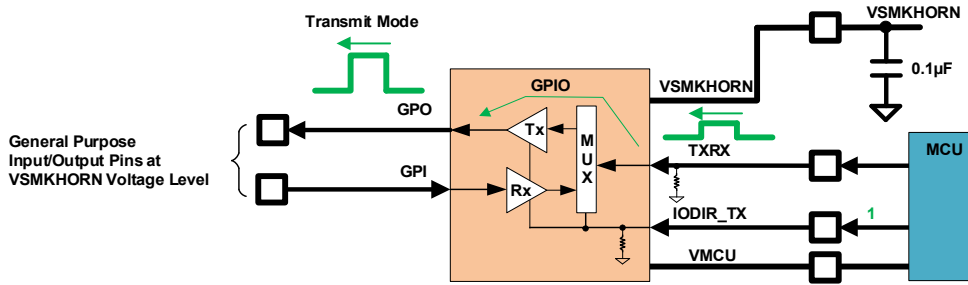 Transmit Mode
VSMKHORN
0.1µF
GPIO
VSMKHORN
GPO
Tx
MUX
TXRX
MCU
General Purpose
Input/Output Pins at
VSMKHORN Voltage Level
GPI
Rx
IODIR_TX
1
VMCU